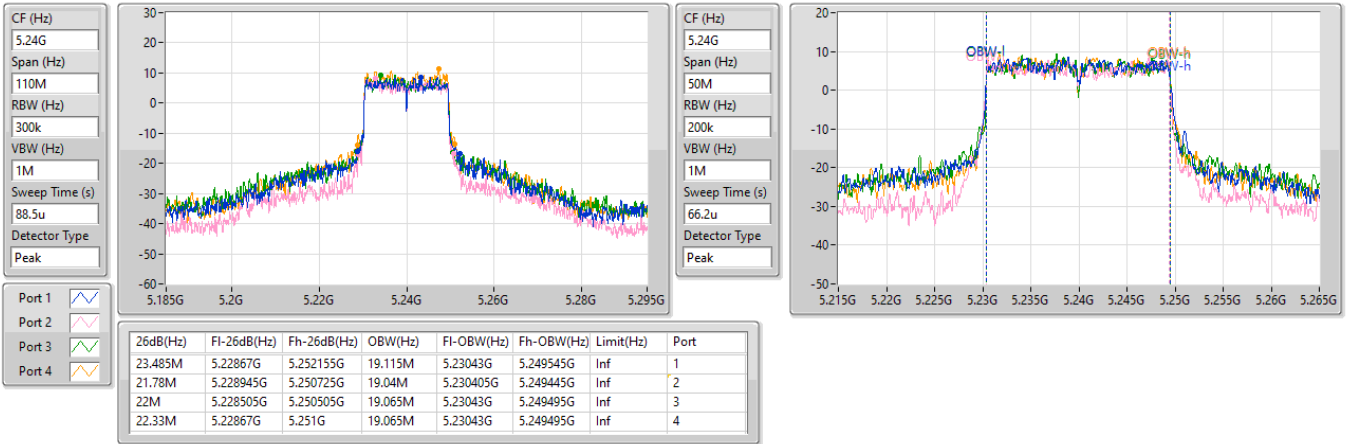 CF (Hz)
5.24G
Span (Hz)
110M
RBW (Hz)
300k
VBW (Hz)
1M
Sweep Time (s)
88.5u
Detector Type
Peak
30
20
10
0
-10
-20
-30
-40
-50
-60
5.185G 5.2G 5.22G 5.24G 5.26G 5.28G 5.295G
CF (Hz)
5.24G
Span (Hz)
50M
RBW (Hz)
200k
VBW (Hz)
1M
Sweep Time (s)
66.2u
Detector Type
Peak
20
10
0
-10
-20
-30
-40
-50
OBW-l OBW-h
OBW-h
5.215G 5.22G 5.225G 5.23G 5.235G 5.24G 5.245G 5.25G 5.255G 5.26G 5.265G
Port 1
Port 2
Port 3
Port 4
26dB(Hz) Fl-26dB(Hz) Fh-26dB(Hz) OBW(Hz) Fl-OBW(Hz) Fh-OBW(Hz) Limit(Hz) Port
23.485M 5.22867G 5.252155G 19.115M 5.23043G 5.249545G Inf 1
21.78M 5.228945G 5.250725G 19.04M 5.230405G 5.249445G Inf 2
22M 5.228505G 5.250505G 19.065M 5.23043G 5.249495G Inf 3
22.33M 5.22867G 5.251G 19.065M 5.23043G 5.249495G Inf 4